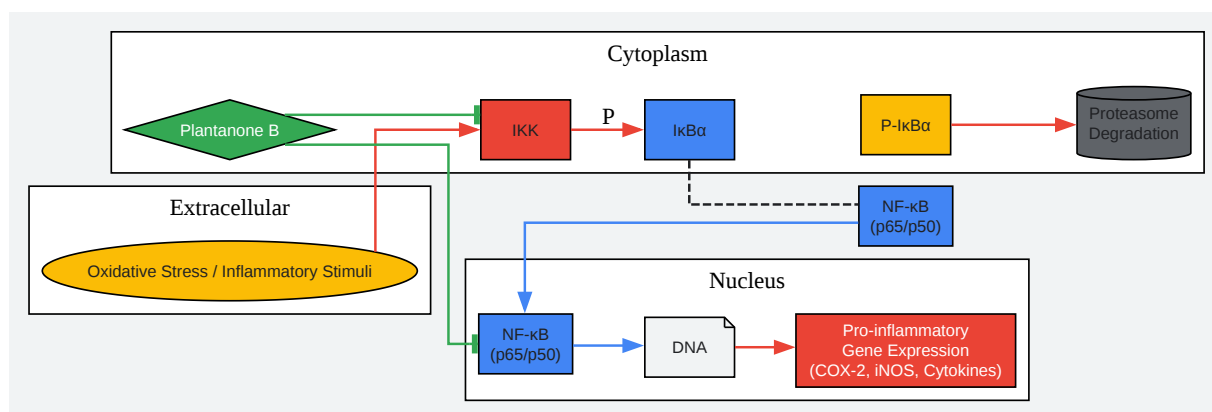 Cytoplasm
Plantanone B
IKK
P
IκBα
P-IκBα
Proteasome
Degradation
Extracellular
Oxidative Stress / Inflammatory Stimuli
NF-κB
(p65/p50)
Nucleus
NF-κB
(p65/p50)
DNA
Pro-inflammatory
Gene Expression
(COX-2, iNOS, Cytokines)